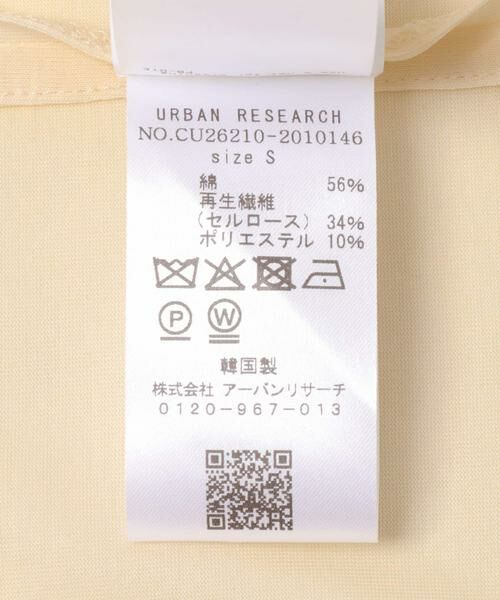 URBAN RESEARCH
NO.CU26210-2010146
size S
綿 56%
再生繊維
(セルロース) 34%
ポリエステル 10%
P W
韓国製
株式会社 アーバンリサーチ
0120-967-013